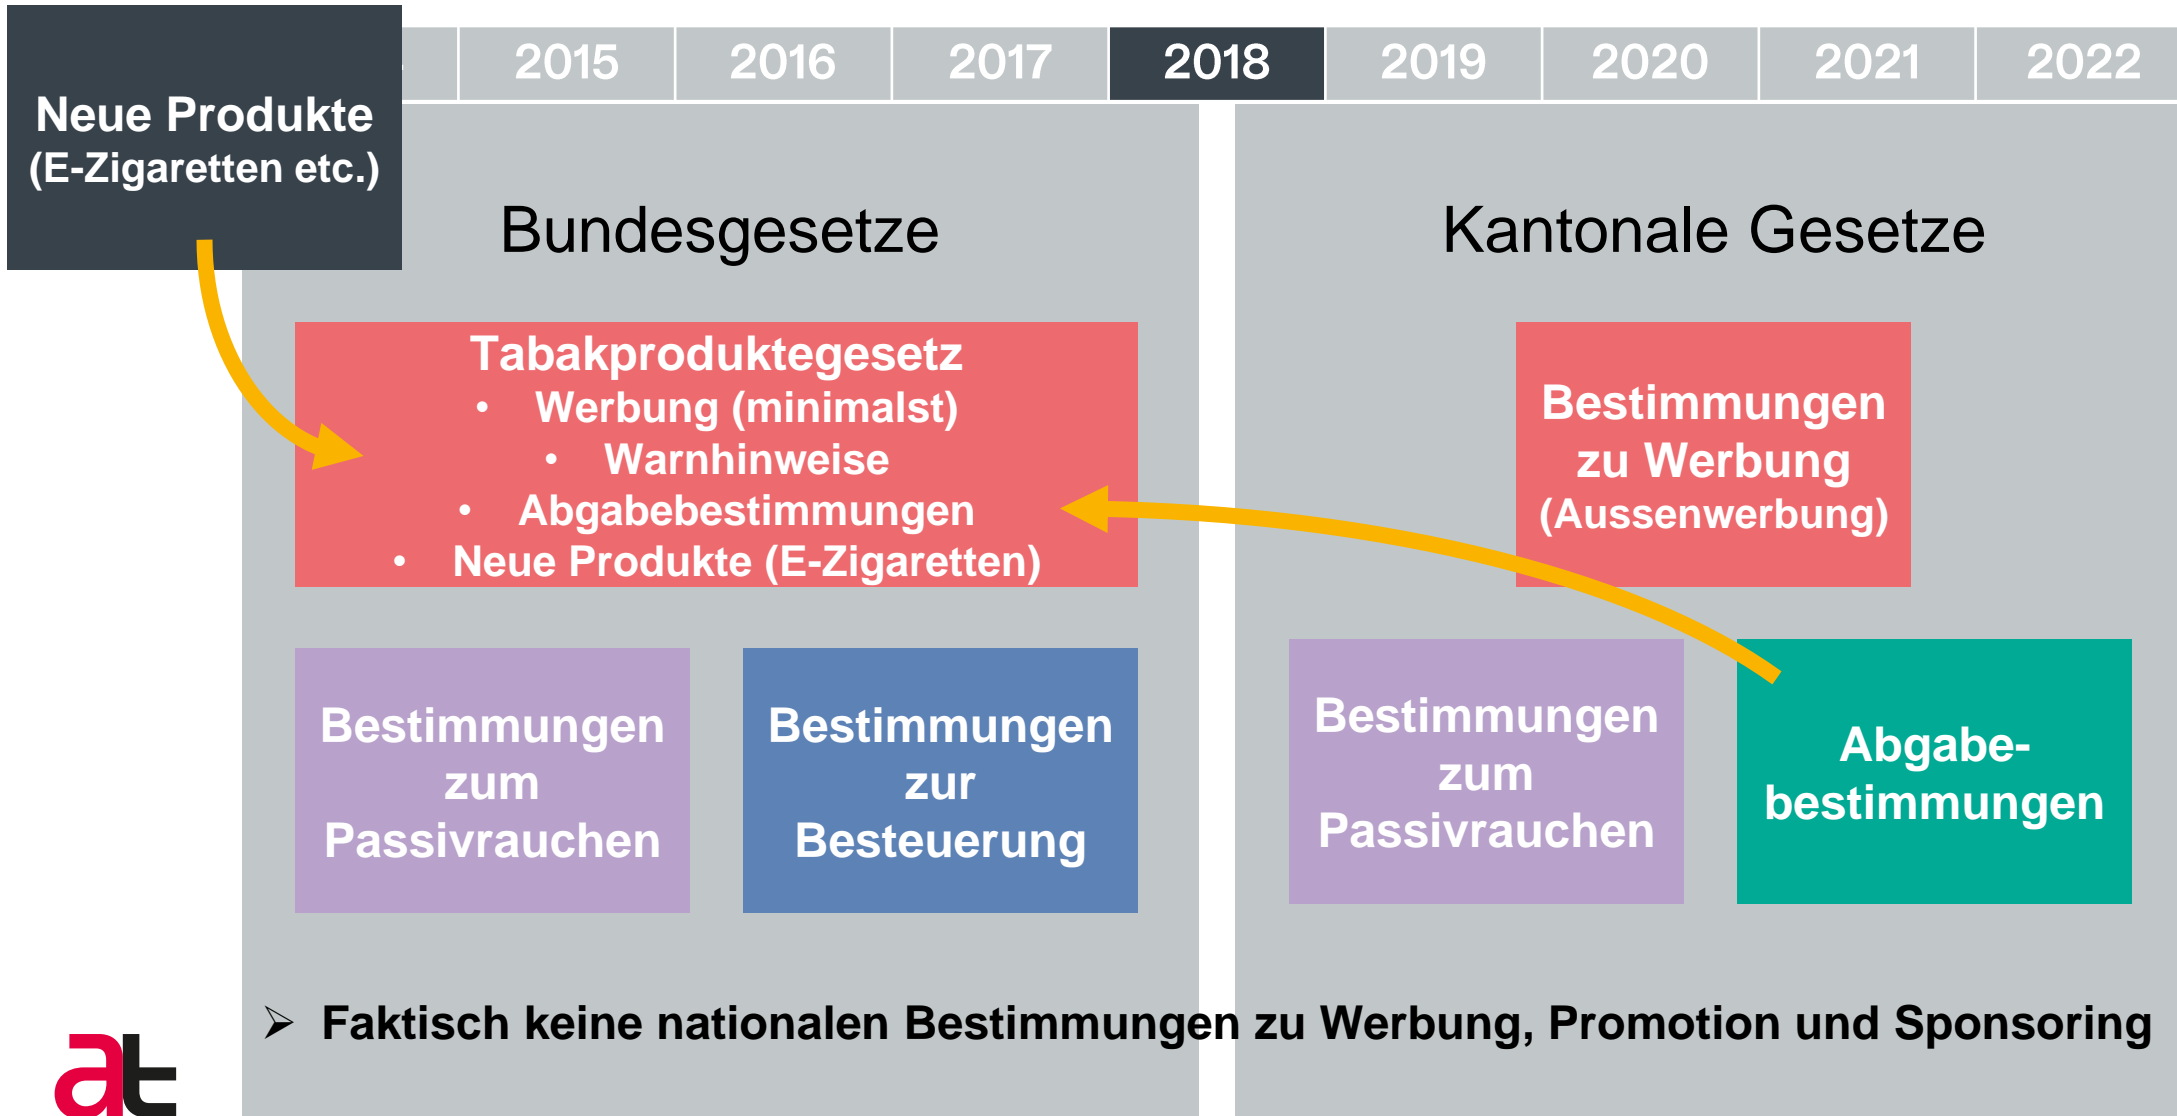 Neue Produkte
(E-Zigaretten etc.)
2015 2016 2017 2018 2019 2020 2021 2022
Bundesgesetze
Tabakproduktegesetz
• Werbung (minimalst)
• Warnhinweise
• Abgabebestimmungen
• Neue Produkte (E-Zigaretten)
Bestimmungen
zum
Passivrauchen
Bestimmungen
zur
Besteuerung
Kantonale Gesetze
Bestimmungen
zu Werbung
(Aussenwerbung)
Bestimmungen
zum
Passivrauchen
Abgabe-
bestimmungen
➢ Faktisch keine nationalen Bestimmungen zu Werbung, Promotion und Sponsoring
at